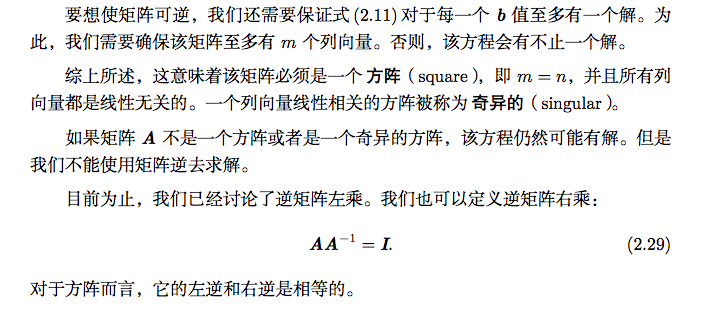 要想使矩阵可逆，我们还需要保证式 (2.11) 对于每一个 b 值至多有一个解。为
此，我们需要确保该矩阵至多有 m 个列向量。否则，该方程会有不止一个解。
综上所述，这意味着该矩阵必须是一个 方阵（square），即 m = n，并且所有列
向量都是线性无关的。一个列向量线性相关的方阵被称为 奇异的（singular）。
如果矩阵 A 不是一个方阵或者是一个奇异的方阵，该方程仍然可能有解。但是
我们不能使用矩阵逆去求解。
目前为止，我们已经讨论了逆矩阵左乘。我们也可以定义逆矩阵右乘：
AA⁻¹ = I. (2.29)
对于方阵而言，它的左逆和右逆是相等的。